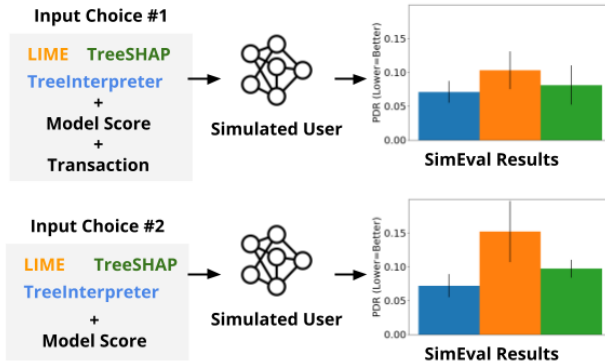 Input Choice #1
LIME TreeSHAP
TreeInterpreter
+
Model Score
+
Transaction
Simulated User
PDR (Lower=Better)
0.15
0.10
0.05
0.00
SimEval Results
Input Choice #2
LIME TreeSHAP
TreeInterpreter
+
Model Score
Simulated User
PDR (Lower=Better)
0.15
0.10
0.05
0.00
SimEval Results